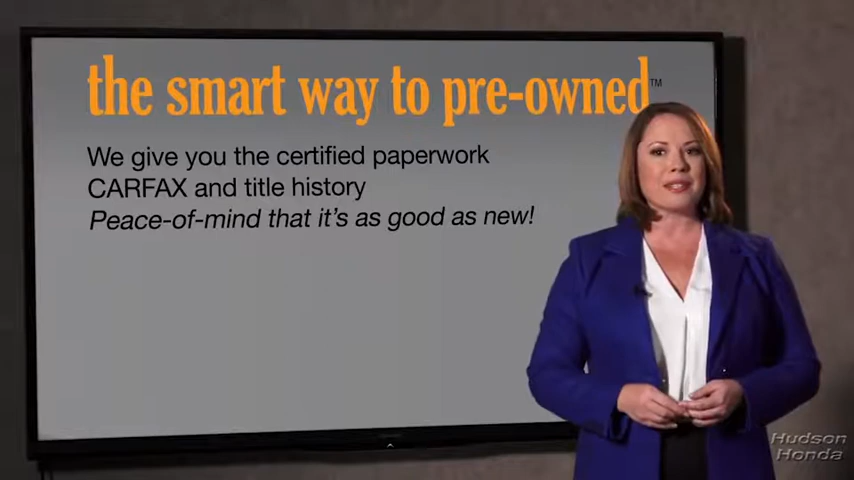 the smart way to pre-owned™
We give you the certified paperwork
CARFAX and title history
Peace-of-mind that it's as good as new!
Hudson
Honda